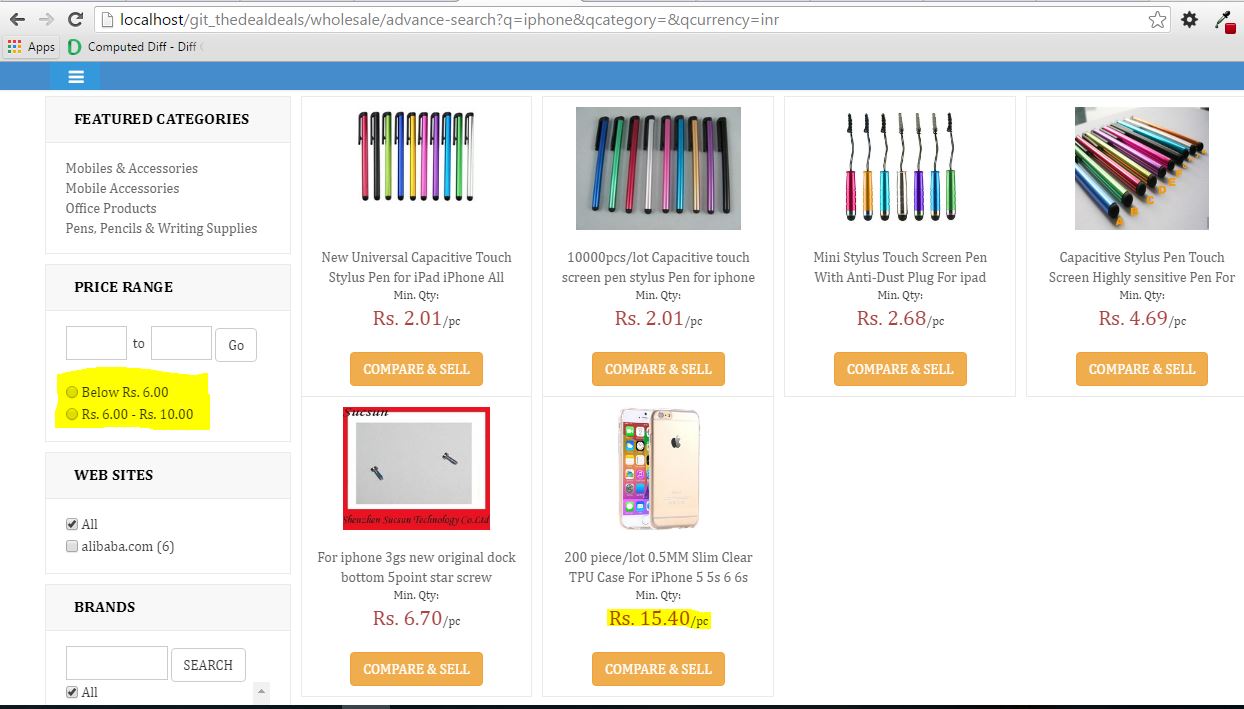 localhost/git_thedealdeals/wholesale/advance-search?q=iphone&qcategory=&qcurrency=inr
Apps
Computed Diff - Diff
FEATURED CATEGORIES
Mobiles & Accessories
Mobile Accessories
Office Products
Pens, Pencils & Writing Supplies
PRICE RANGE
to
Go
Below Rs. 6.00
Rs. 6.00 - Rs. 10.00
WEB SITES
All
alibaba.com (6)
BRANDS
SEARCH
All
New Universal Capacitive Touch
Stylus Pen for iPad iPhone All
Min. Qty:
Rs. 2.01/pc
COMPARE & SELL
10000pcs/lot Capacitive touch
screen pen stylus Pen for iphone
Min. Qty:
Rs. 2.01/pc
COMPARE & SELL
Mini Stylus Touch Screen Pen
With Anti-Dust Plug For ipad
Min. Qty:
Rs. 2.68/pc
COMPARE & SELL
Capacitive Stylus Pen Touch
Screen Highly sensitive Pen For
Min. Qty:
Rs. 4.69/pc
COMPARE & SELL
Sucsun
Shenzhen Sucsun Technology Co.Ltd
For iphone 3gs new original dock
bottom 5point star screw
Min. Qty:
Rs. 6.70/pc
COMPARE & SELL
200 piece/lot 0.5MM Slim Clear
TPU Case For iPhone 5 5s 6 6s
Min. Qty:
Rs. 15.40/pc
COMPARE & SELL